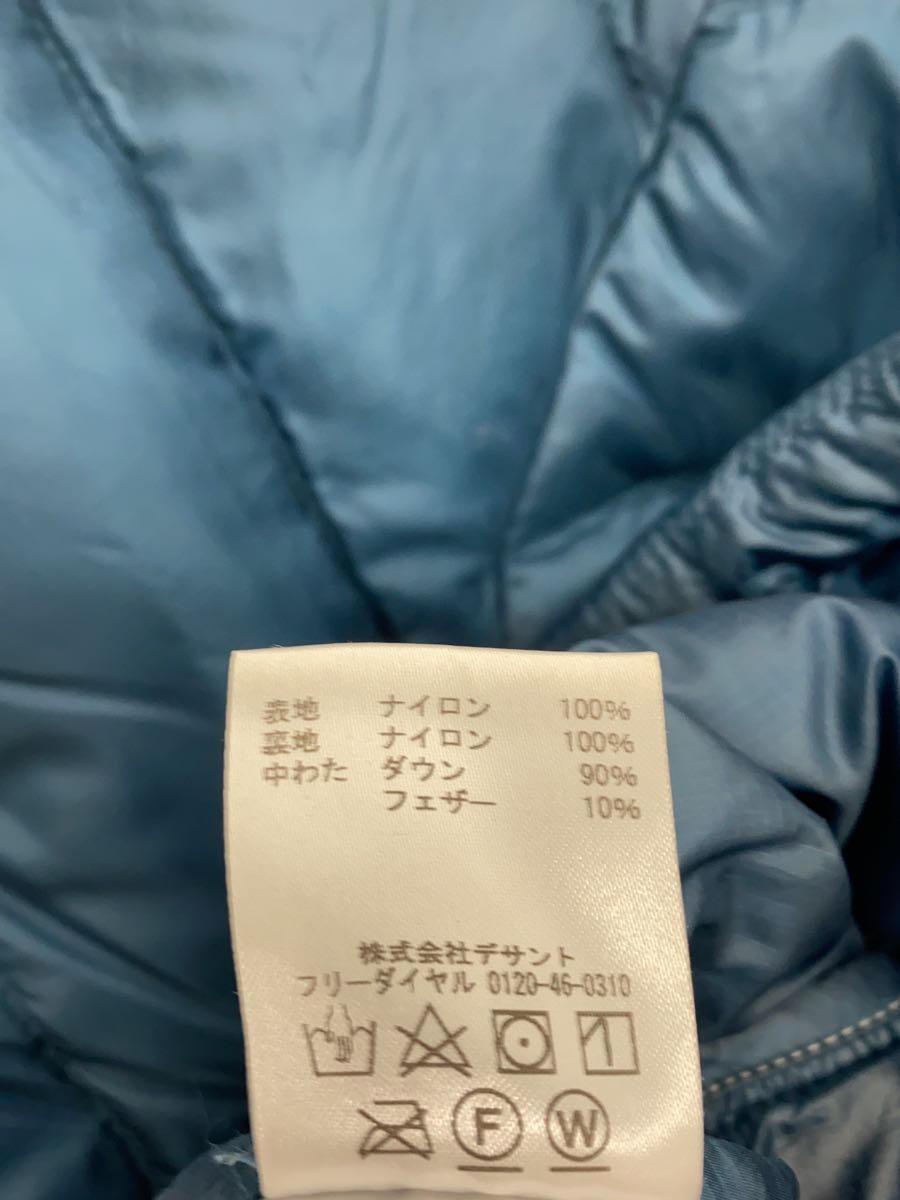 表地 ナイロン 100%
裏地 ナイロン 100%
中わた ダウン 90%
フェザー 10%
株式会社デサント
フリーダイヤル 0120-46-0310
F W